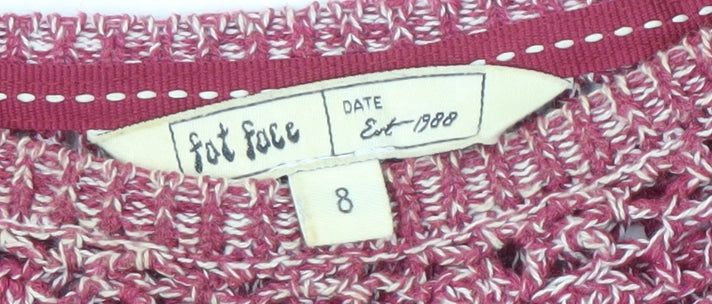 fat face
DATE
Est-1988
8